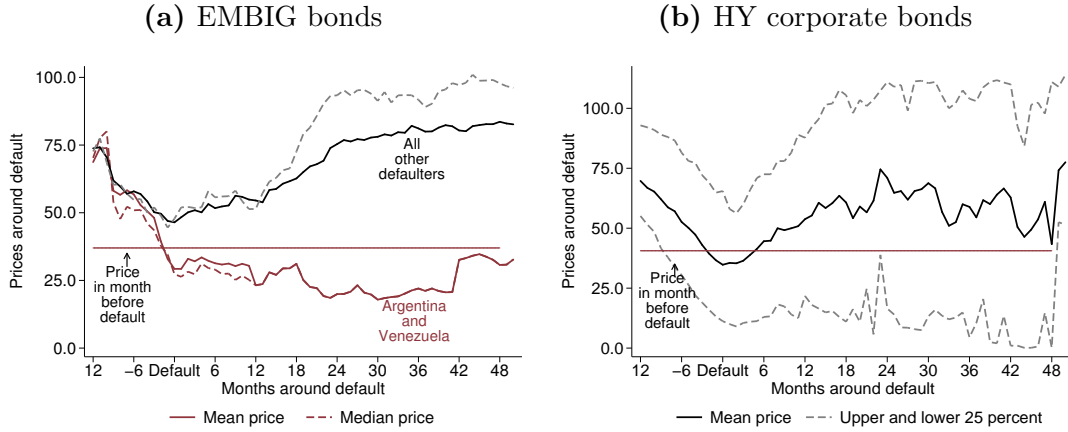 (a) EMBIG bonds
Prices around default
100.0
75.0
50.0
25.0
0.0
All
other
defaulters
Price
in month
before
default
Argentina
and
Venezuela
12 −6 Default 6 12 18 24 30 36 42 48
Months around default
Mean price Median price
(b) HY corporate bonds
Prices around default
100.0
75.0
50.0
25.0
0.0
Price
in month
before
default
12 −6 Default 6 12 18 24 30 36 42 48
Months around default
Mean price Upper and lower 25 percent